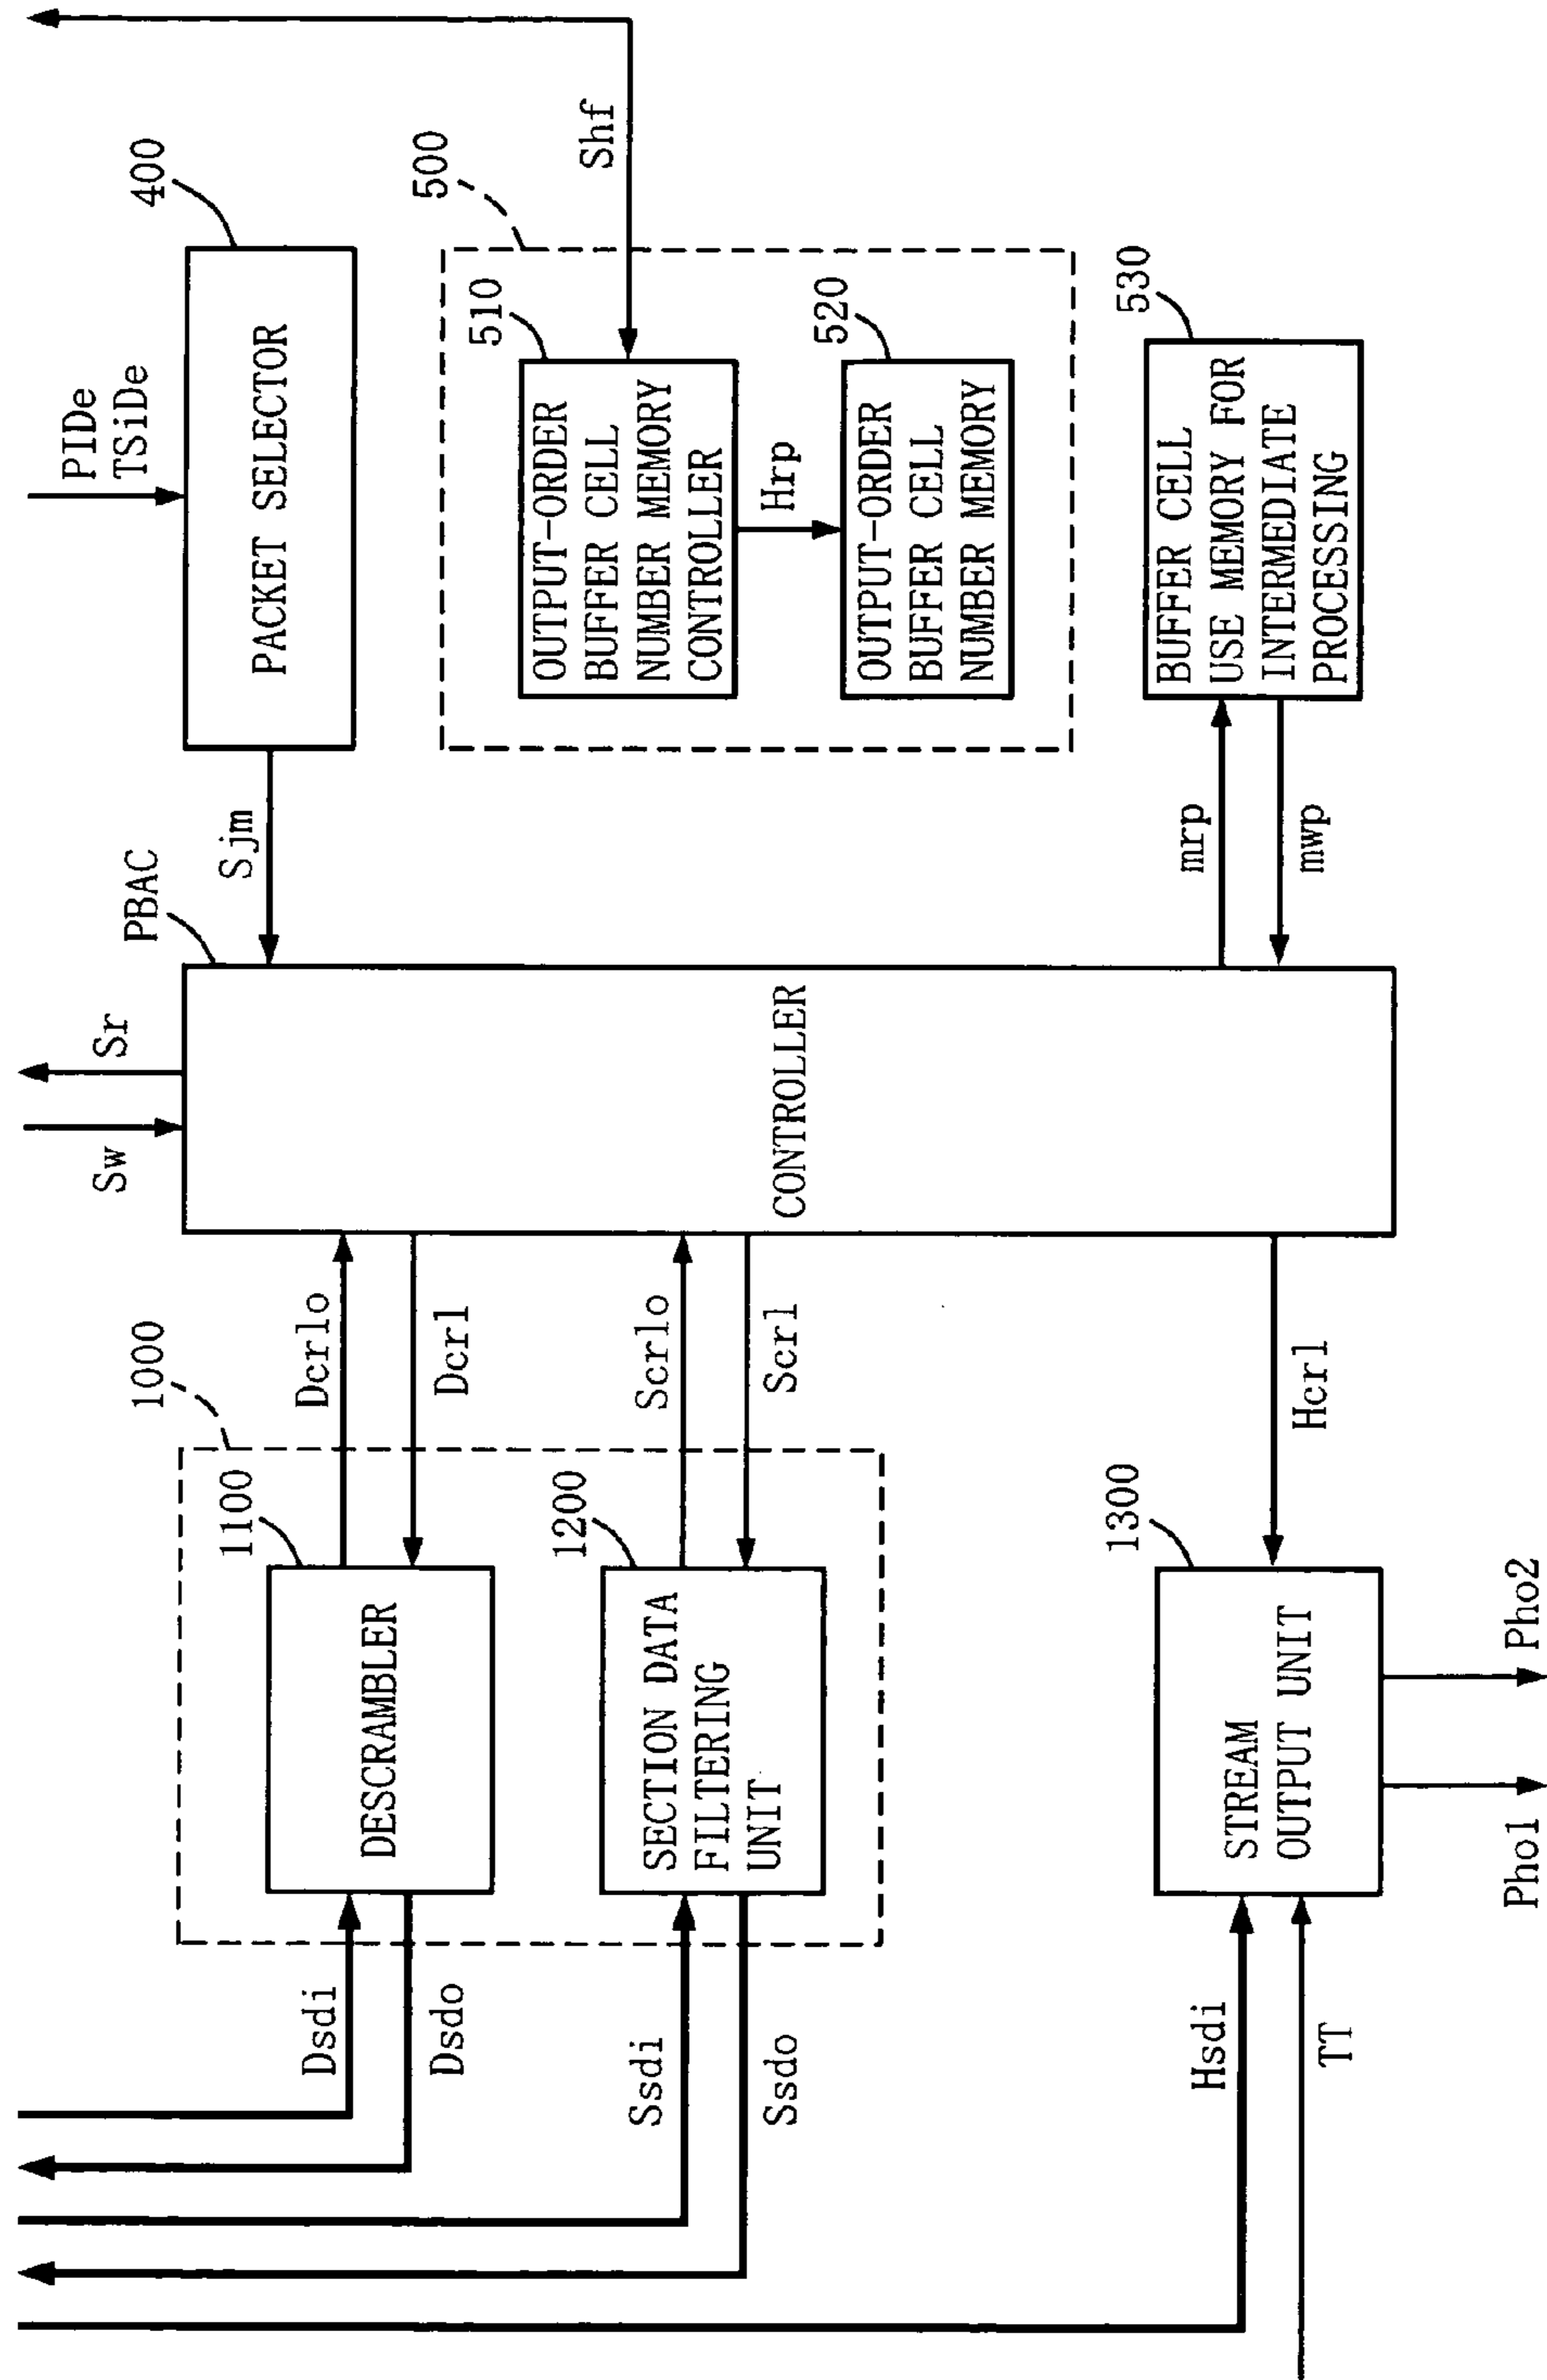 PIDe
TSiDe
400
PACKET SELECTOR
Sjm
Shf
500
510
OUTPUT-ORDER
BUFFER CELL
NUMBER MEMORY
CONTROLLER
Hrp
520
OUTPUT-ORDER
BUFFER CELL
NUMBER MEMORY
530
BUFFER CELL
USE MEMORY FOR
INTERMEDIATE
PROCESSING
mrp
mwp
PBAC
Sr
Sw
CONTROLLER
1000
Dcrlo
Dcrl
Scrlo
Scrl
Hcrl
1100
DESCRAMBLER
1200
SECTION DATA
FILTERING
UNIT
1300
STREAM
OUTPUT UNIT
Dsdi
Dsdo
Ssdi
Ssdo
Hsdi
TT
Pho1
Pho2